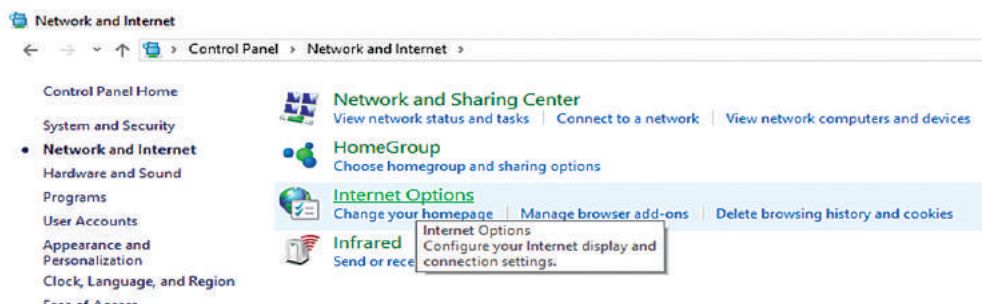 Network and Internet
Control Panel > Network and Internet >
Control Panel Home
System and Security
Network and Internet
Hardware and Sound
Programs
User Accounts
Appearance and
Personalization
Clock, Language, and Region
Network and Sharing Center
View network status and tasks | Connect to a network | View network computers and devices
HomeGroup
Choose homegroup and sharing options
Internet Options
Change your homepage | Manage browser add-ons | Delete browsing history and cookies
Infrared
Send or rece
Internet Options
Configure your Internet display and
connection settings.